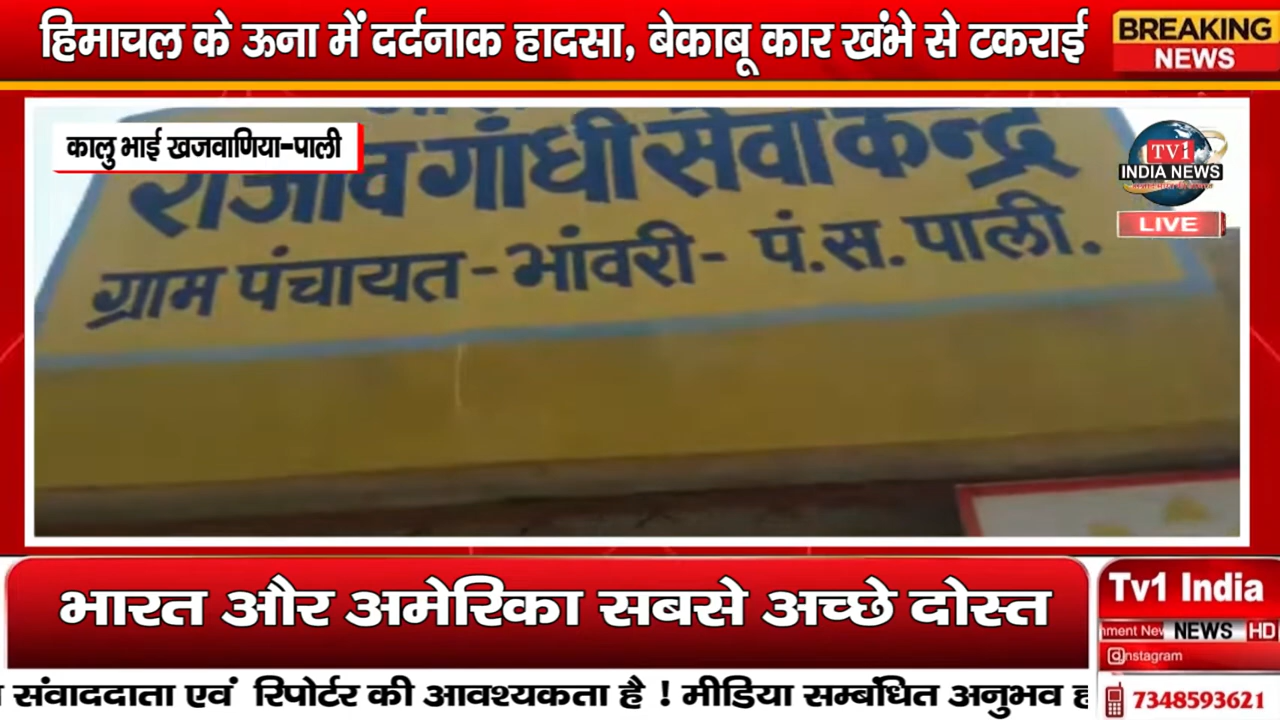 हिमाचल के ऊना में दर्दनाक हादसा, बेकाबू कार खंभे से टकराई
BREAKING
NEWS
कालु भाई खजवाणिया-पाली
राजीव गांधी सेवा केन्द्र
ग्राम पंचायत - भांवरी - पं.स. पाली.
TV1
INDIA NEWS
LIVE
भारत और अमेरिका सबसे अच्छे दोस्त
Tv1 India
NEWS HD
Instagram
संवाददाता एवं रिपोर्टर की आवश्यकता है ! मीडिया सम्बंधित अनुभव
7348593621